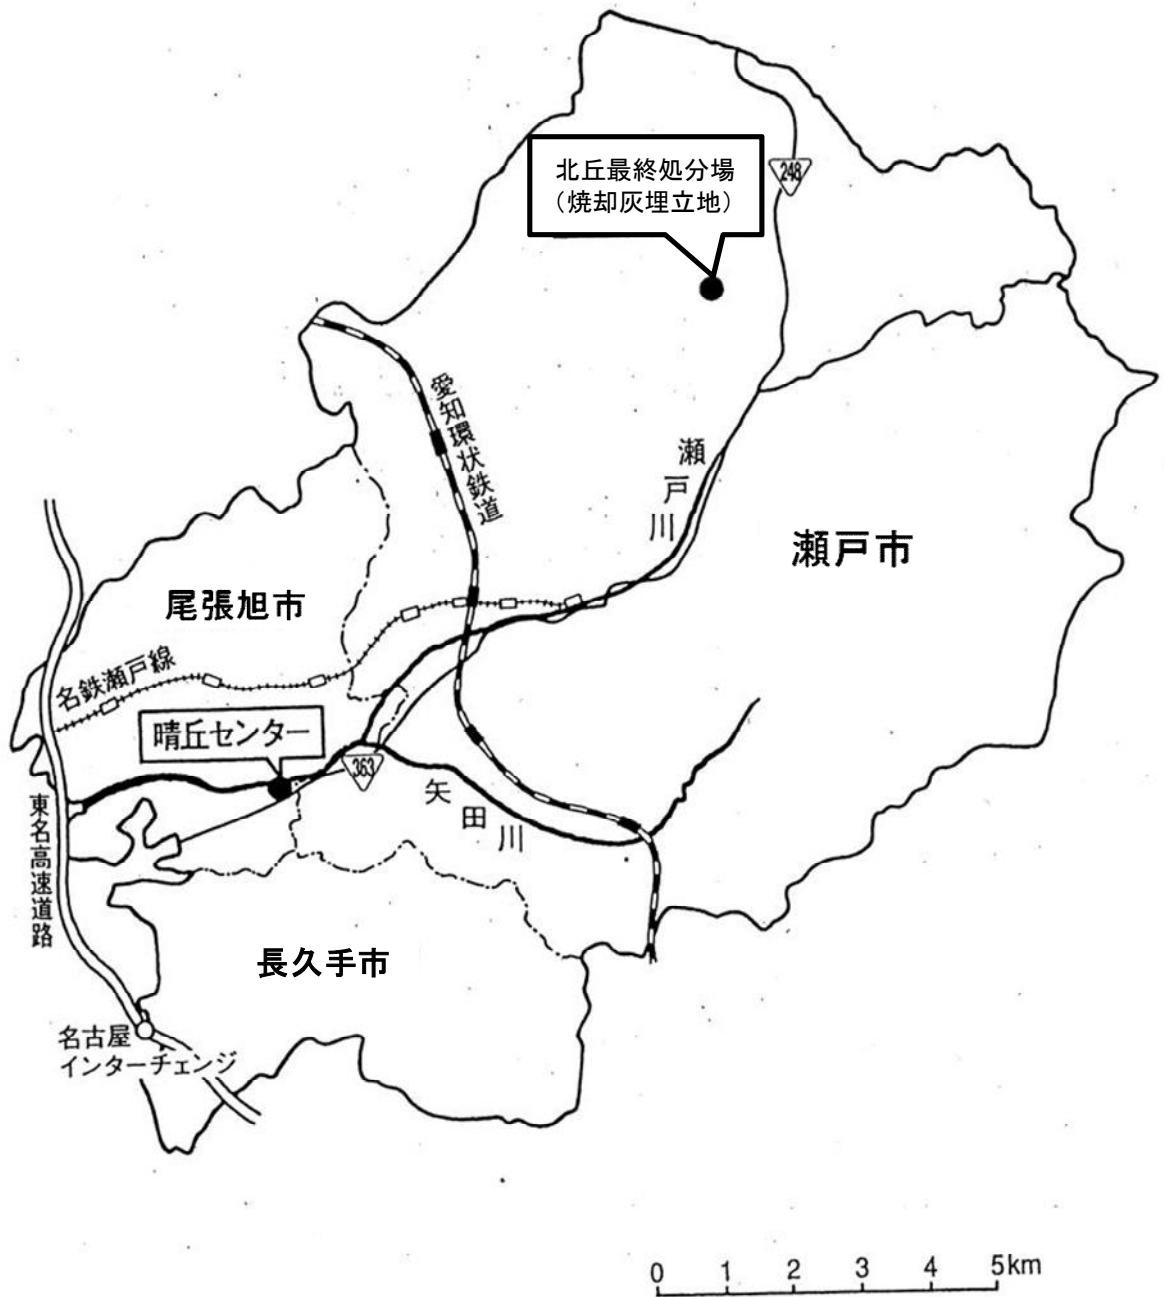 北丘最終処分場
（焼却灰埋立地）
248
愛知環状鉄道
瀬戸川
瀬戸市
尾張旭市
名鉄瀬戸線
晴丘センター
363
矢田川
東名高速道路
長久手市
名古屋
インターチェンジ
0 1 2 3 4 5km